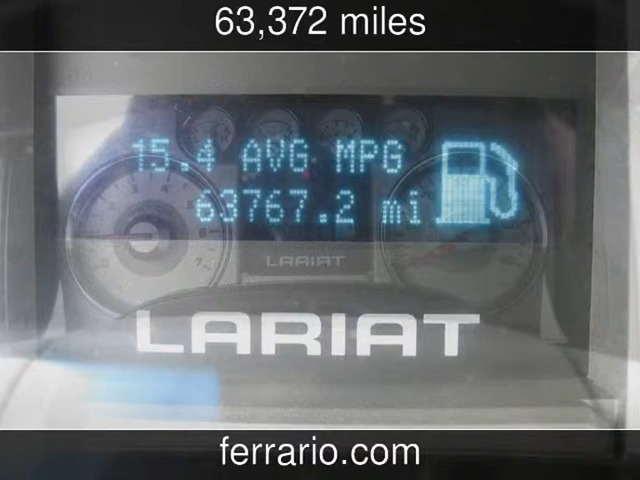 63,372 miles
15.4 AVG MPG
63767.2 mi
LARIAT
LARIAT
ferrario.com